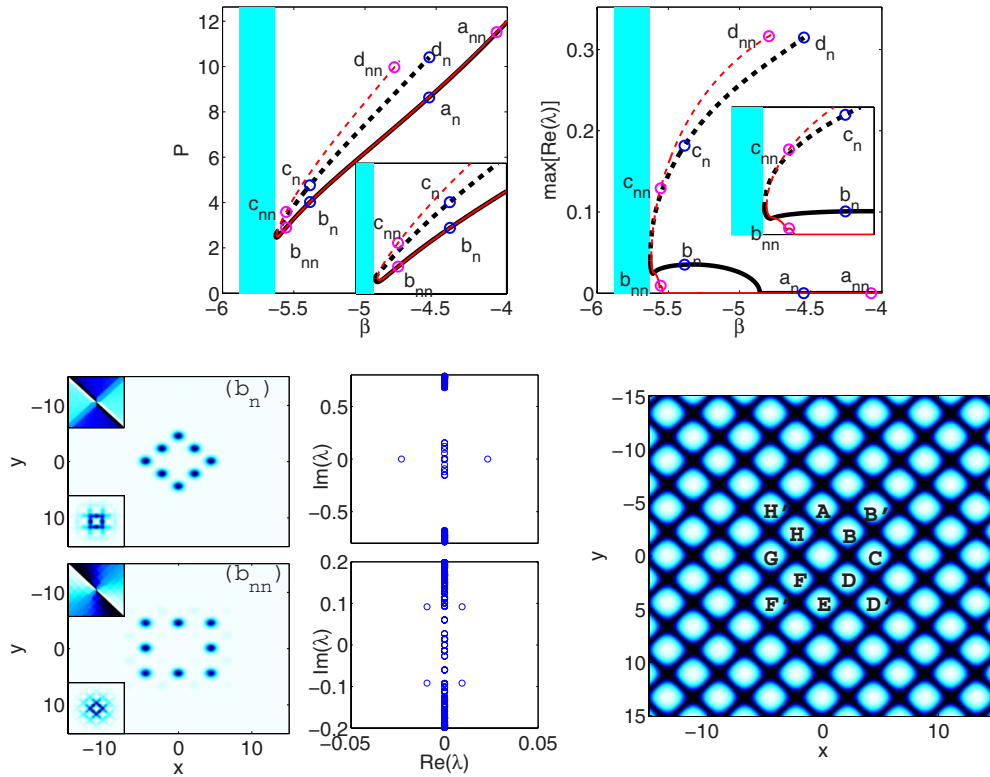 12
10
8
6
4
2
0
P
−6
−5.5
−5
−4.5
−4
β
a_nn
d_nn
d_n
a_n
c_n
b_n
c_nn
b_nn
c_n
c_nn
b_n
b_nn
0.3
0.2
0.1
0
max[Re(λ)]
−6
−5.5
−5
−4.5
−4
β
d_nn
d_n
c_n
c_nn
b_n
b_nn
a_n
a_nn
c_n
c_nn
b_n
b_nn
−10
0
10
y
(b_n)
0.5
0
−0.5
Im(λ)
−10
0
10
y
(b_nn)
−10
0
10
x
0.2
0.1
0
−0.1
−0.2
Im(λ)
−0.05
0
0.05
Re(λ)
−15
−10
−5
0
5
10
15
y
H' A B'
H B
G C
F D
F' E D'
−10
0
10
x